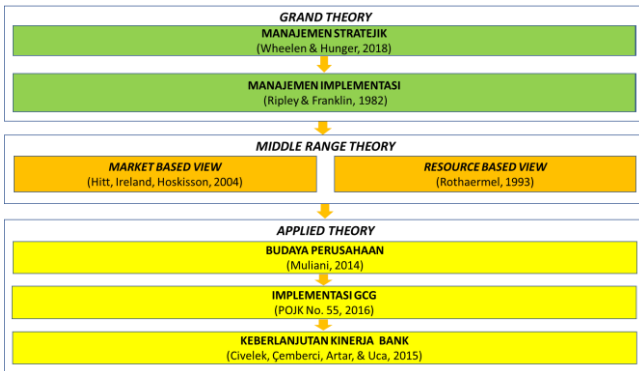 GRAND THEORY
MANAJEMEN STRATEJIK
(Wheelen & Hunger, 2018)
MANAJEMEN IMPLEMENTASI
(Ripley & Franklin, 1982)
MIDDLE RANGE THEORY
MARKET BASED VIEW
(Hitt, Ireland, Hoskisson, 2004)
RESOURCE BASED VIEW
(Rothaermel, 1993)
APPLIED THEORY
BUDAYA PERUSAHAAN
(Muliani, 2014)
IMPLEMENTASI GCG
(POJK No. 55, 2016)
KEBERLANJUTAN KINERJA BANK
(Civelek, Çemberci, Artar, & Uca, 2015)